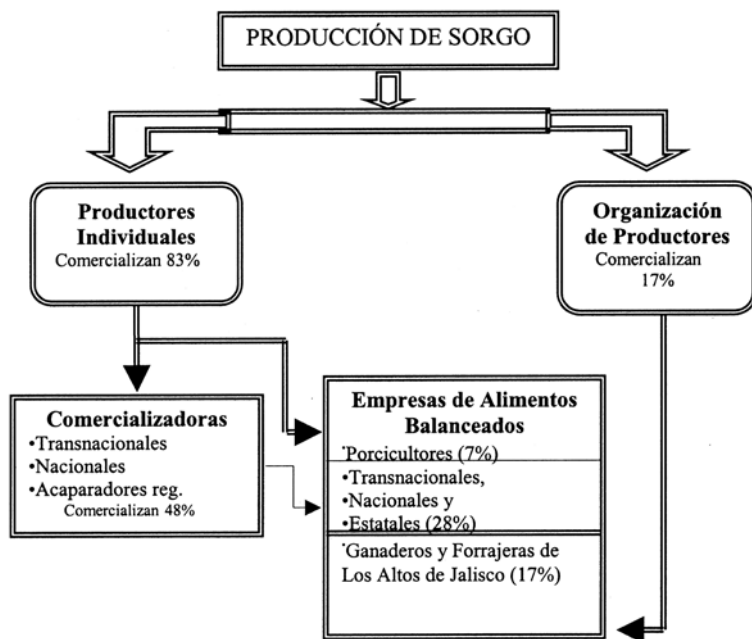 PRODUCCIÓN DE SORGO
Productores
Individuales
Comercializan 83%
Organización
de Productores
Comercializan
17%
Comercializadoras
•Transnacionales
•Nacionales
•Acaparadores reg.
Comercializan 48%
Empresas de Alimentos
Balanceados
·Porcicultores (7%)
•Transnacionales,
•Nacionales y
•Estatales (28%)
·Ganaderos y Forrajeras de
Los Altos de Jalisco (17%)